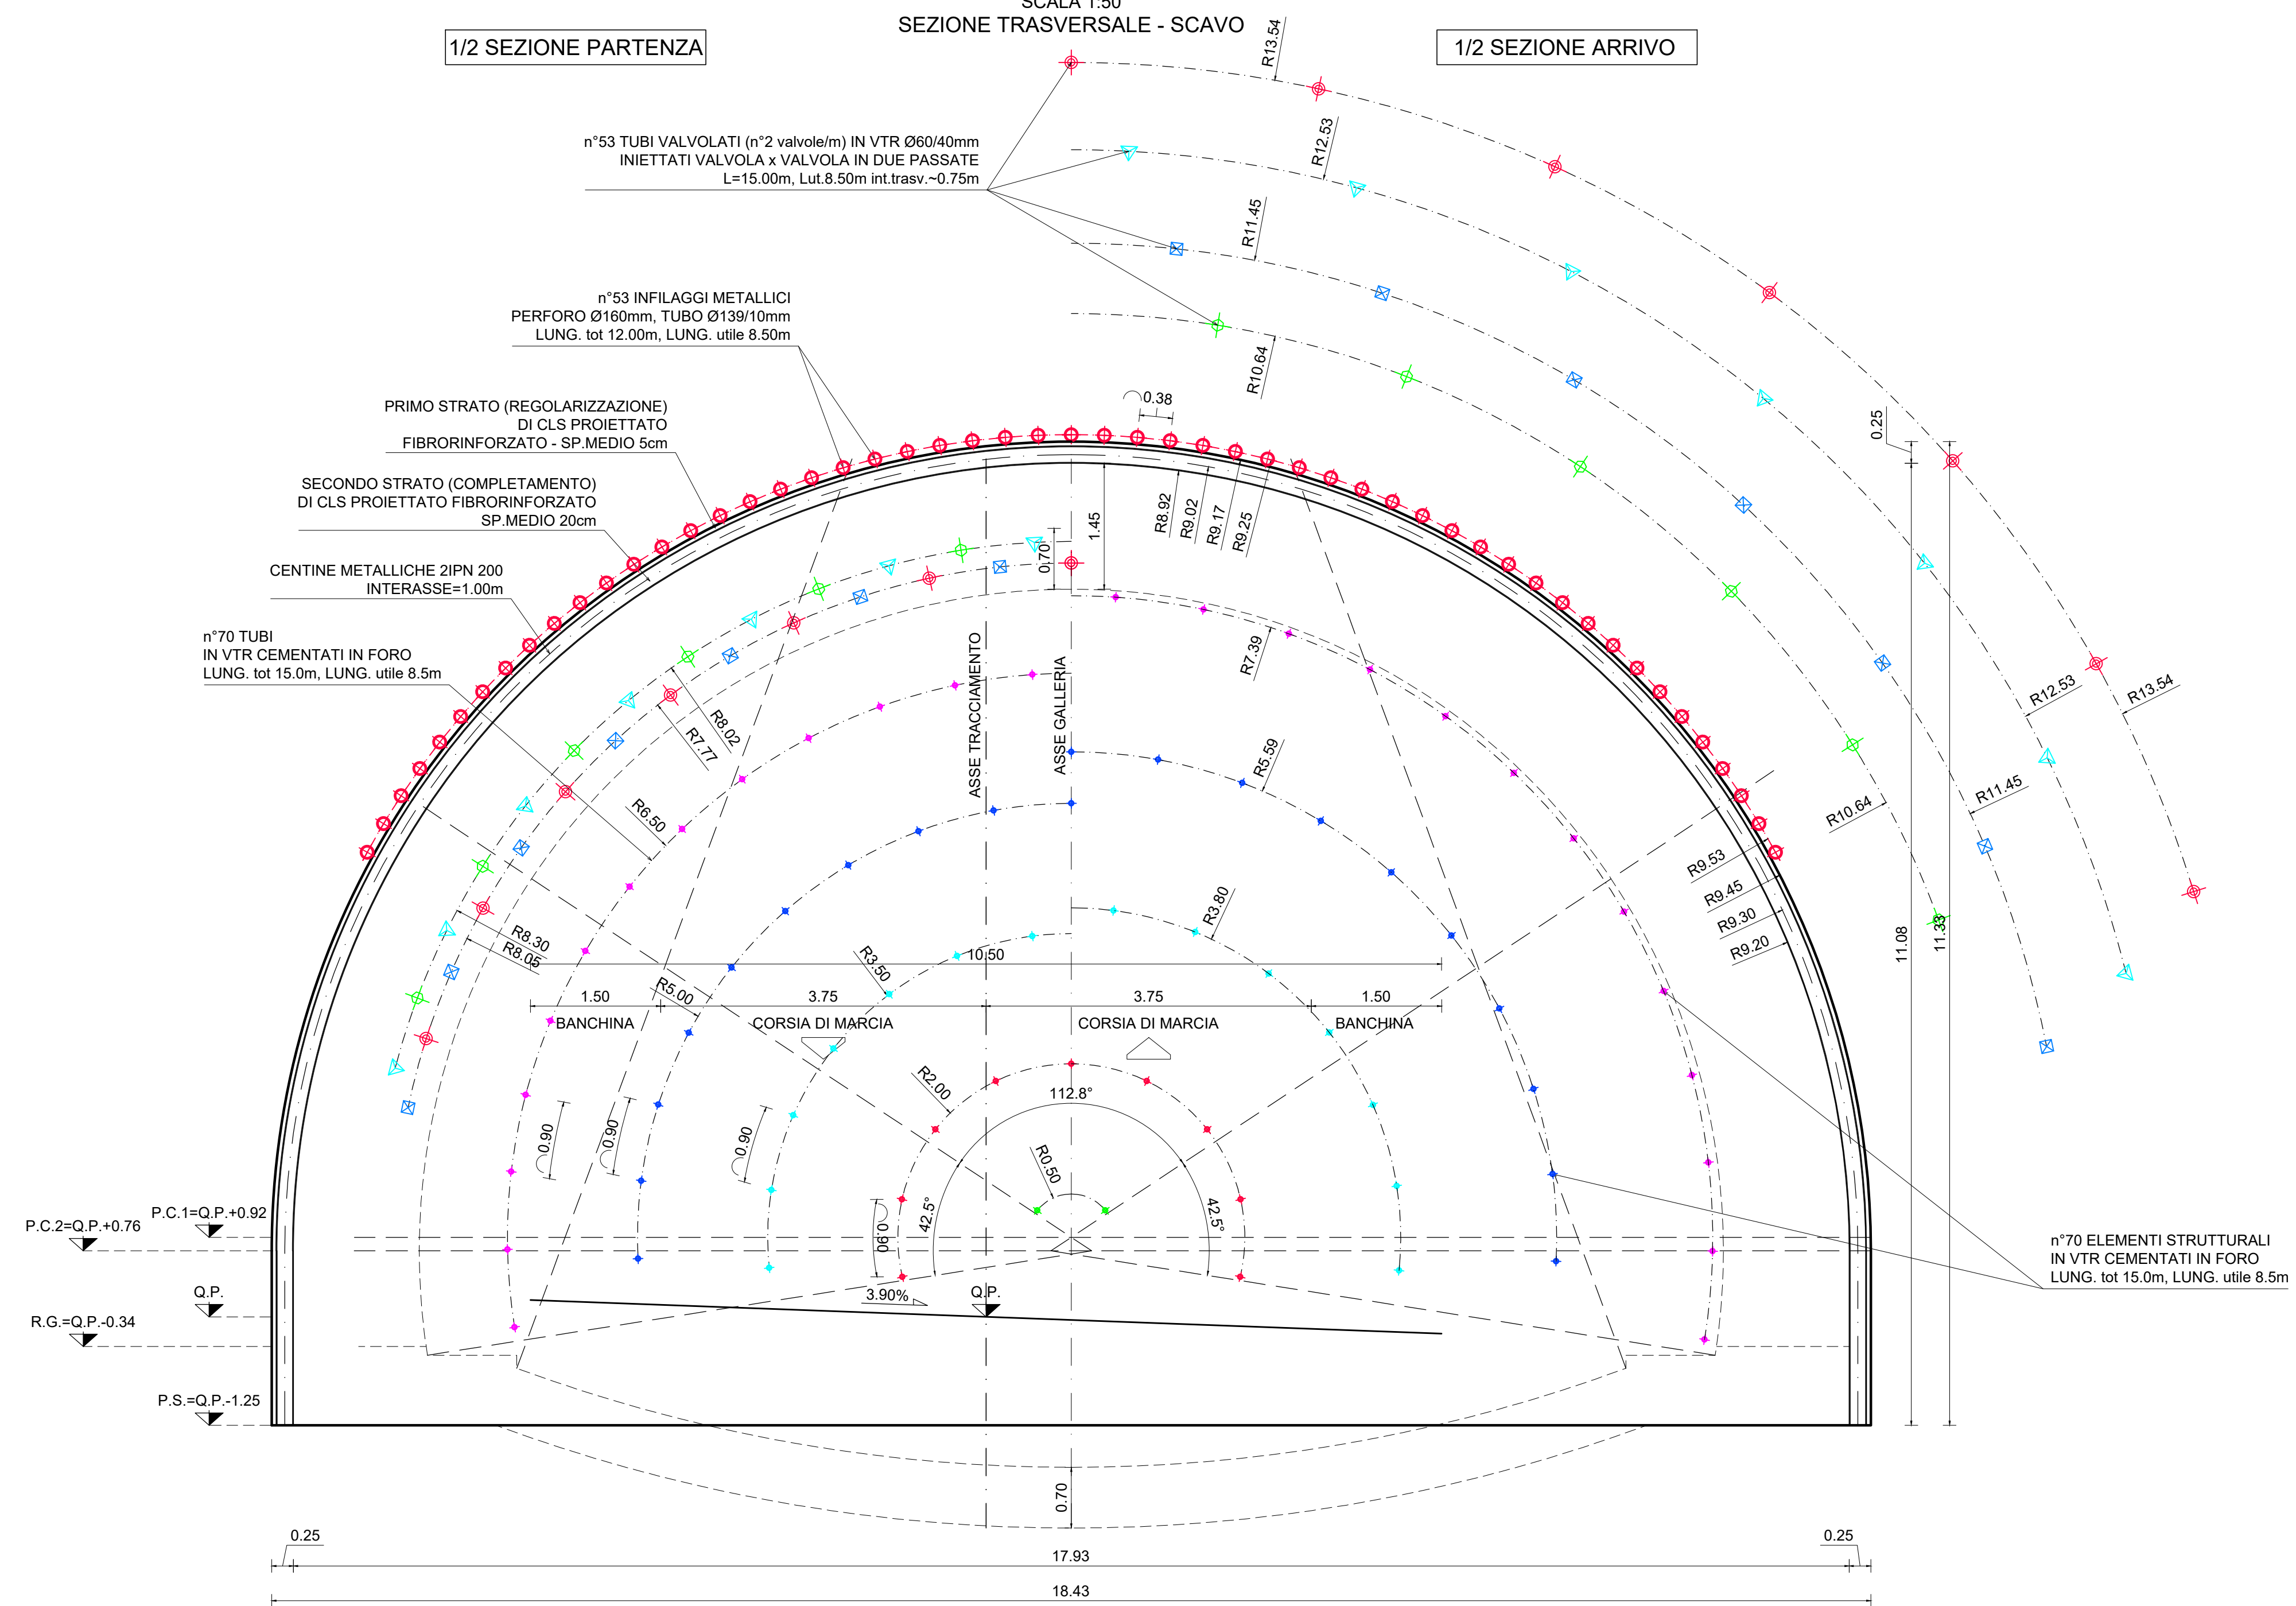 SCALA 1:50
SEZIONE TRASVERSALE - SCAVO
1/2 SEZIONE PARTENZA
1/2 SEZIONE ARRIVO
n°53 TUBI VALVOLATI (n°2 valvole/m) IN VTR Ø60/40mm
INIETTATI VALVOLA x VALVOLA IN DUE PASSATE
L=15.00m, Lut.8.50m int.trasv.~0.75m
n°53 INFILAGGI METALLICI
PERFORO Ø160mm, TUBO Ø139/10mm
LUNG. tot 12.00m, LUNG. utile 8.50m
PRIMO STRATO (REGOLARIZZAZIONE)
DI CLS PROIETTATO
FIBRORINFORZATO - SP.MEDIO 5cm
SECONDO STRATO (COMPLETAMENTO)
DI CLS PROIETTATO FIBRORINFORZATO
SP.MEDIO 20cm
CENTINE METALLICHE 2IPN 200
INTERASSE=1.00m
n°70 TUBI
IN VTR CEMENTATI IN FORO
LUNG. tot 15.0m, LUNG. utile 8.5m
R13.54
R12.53
R11.45
R10.64
0.38
0.25
R8.92
R9.02
R9.17
R9.25
1.45
0.70
ASSE TRACCIAMENTO
ASSE GALLERIA
R7.39
R8.02
R7.77
R5.59
R6.50
R12.53
R13.54
R11.45
R10.64
R9.53
R9.45
R9.30
R9.20
11.08
11.33
R3.80
R8.30
R8.05
R3.50
10.50
R5.00
1.50
3.75
3.75
1.50
BANCHINA
CORSIA DI MARCIA
CORSIA DI MARCIA
BANCHINA
R2.00
112.8°
0.90
0.90
0.90
R0.50
42.5°
42.5°
0.90
P.C.1=Q.P.+0.92
P.C.2=Q.P.+0.76
Q.P.
R.G.=Q.P.-0.34
P.S.=Q.P.-1.25
3.90%
Q.P.
n°70 ELEMENTI STRUTTURALI
IN VTR CEMENTATI IN FORO
LUNG. tot 15.0m, LUNG. utile 8.5m
0.70
0.25
17.93
0.25
18.43